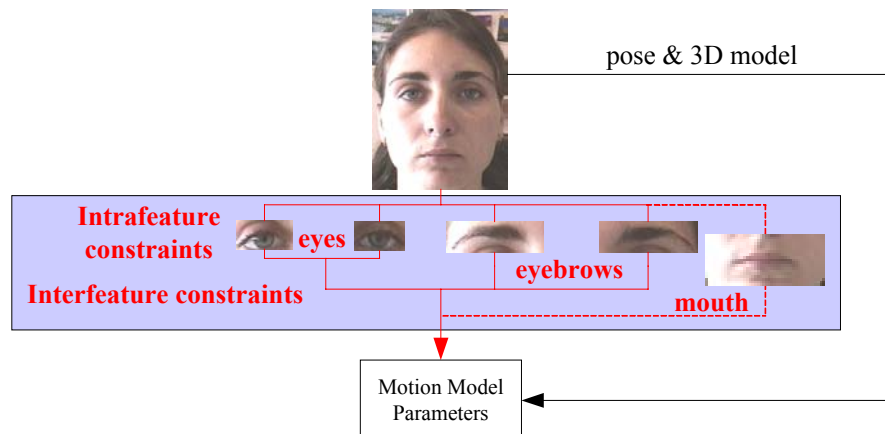 pose & 3D model
Intrafeature
constraints
eyes
eyebrows
Interfeature constraints
mouth
Motion Model
Parameters